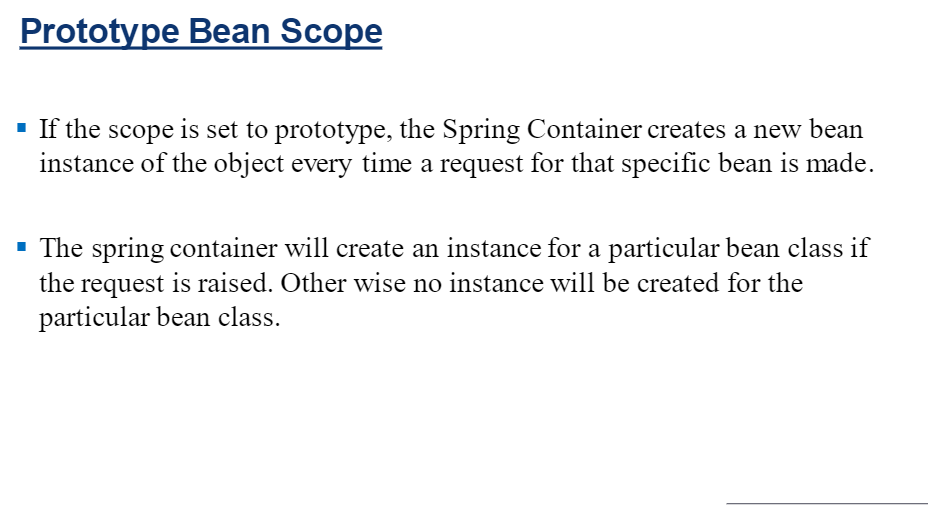 Prototype Bean Scope
▪ If the scope is set to prototype, the Spring Container creates a new bean
instance of the object every time a request for that specific bean is made.
▪ The spring container will create an instance for a particular bean class if
the request is raised. Other wise no instance will be created for the
particular bean class.